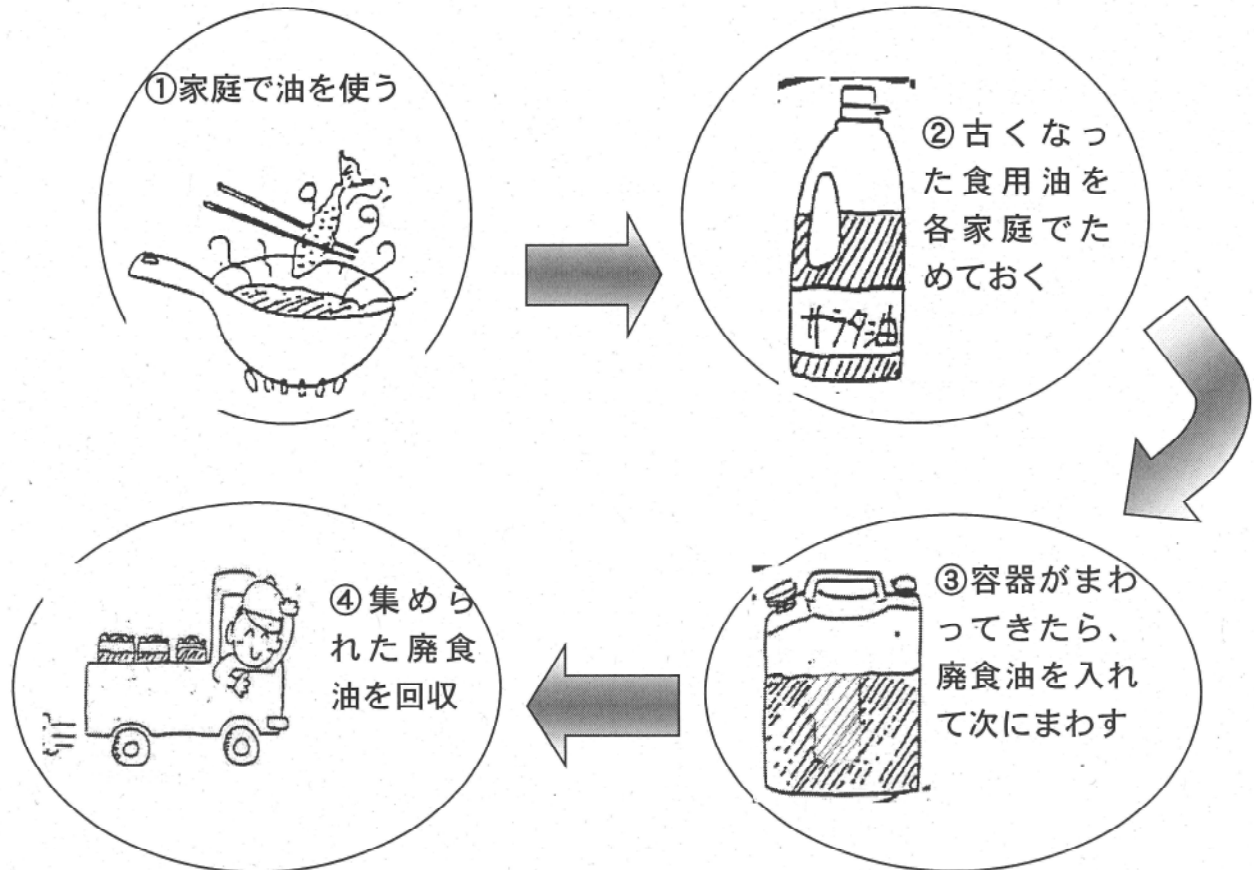 ①家庭で油を使う
サラダ油
②古くなっ
た食用油を
各家庭でた
めておく
③容器がまわ
ってきたら、
廃食油を入れ
て次にまわす
④集めら
れた廃食
油を回収